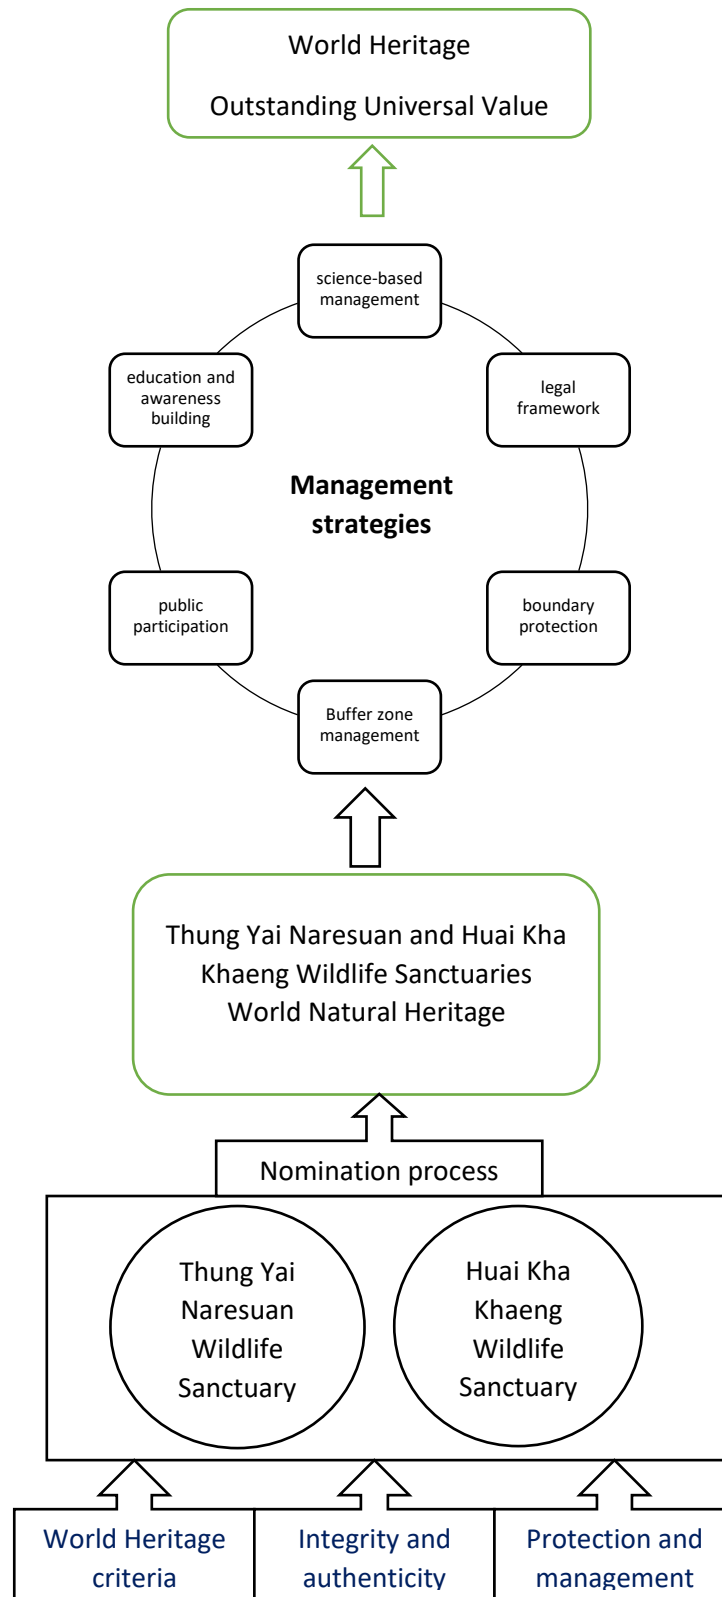 World Heritage
Outstanding Universal Value
science-based
management
education and
awareness
building
legal
framework
Management
strategies
public
participation
boundary
protection
Buffer zone
management
Thung Yai Naresuan and Huai Kha
Khaeng Wildlife Sanctuaries
World Natural Heritage
Nomination process
Thung Yai
Naresuan
Wildlife
Sanctuary
Huai Kha
Khaeng
Wildlife
Sanctuary
World Heritage
criteria
Integrity and
authenticity
Protection and
management